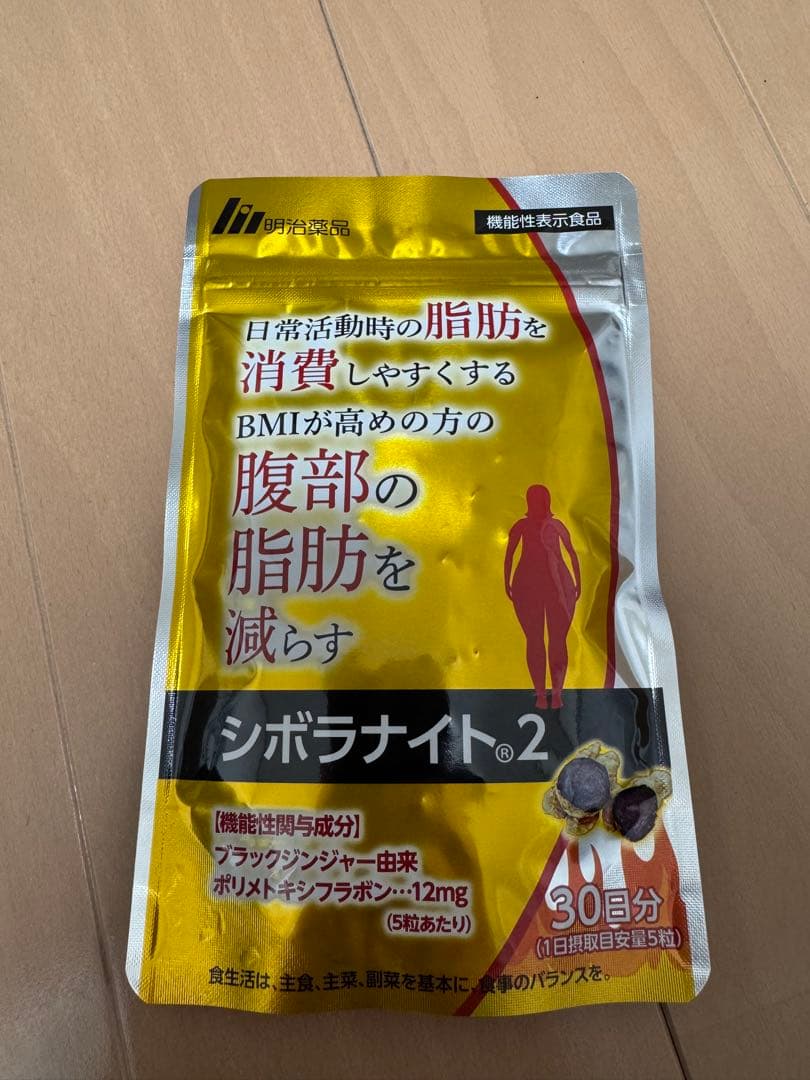 明治薬品
機能性表示食品
日常活動時の脂肪を
消費しやすくする
BMIが高めの方の
腹部の
脂肪を
減らす
シボラナイト®2
【機能性関与成分】
ブラックジンジャー由来
ポリメトキシフラボン…12mg
(5粒あたり)
30日分
(1日摂取目安量5粒)
食生活は、主食、主菜、副菜を基本に、食事のバランスを。